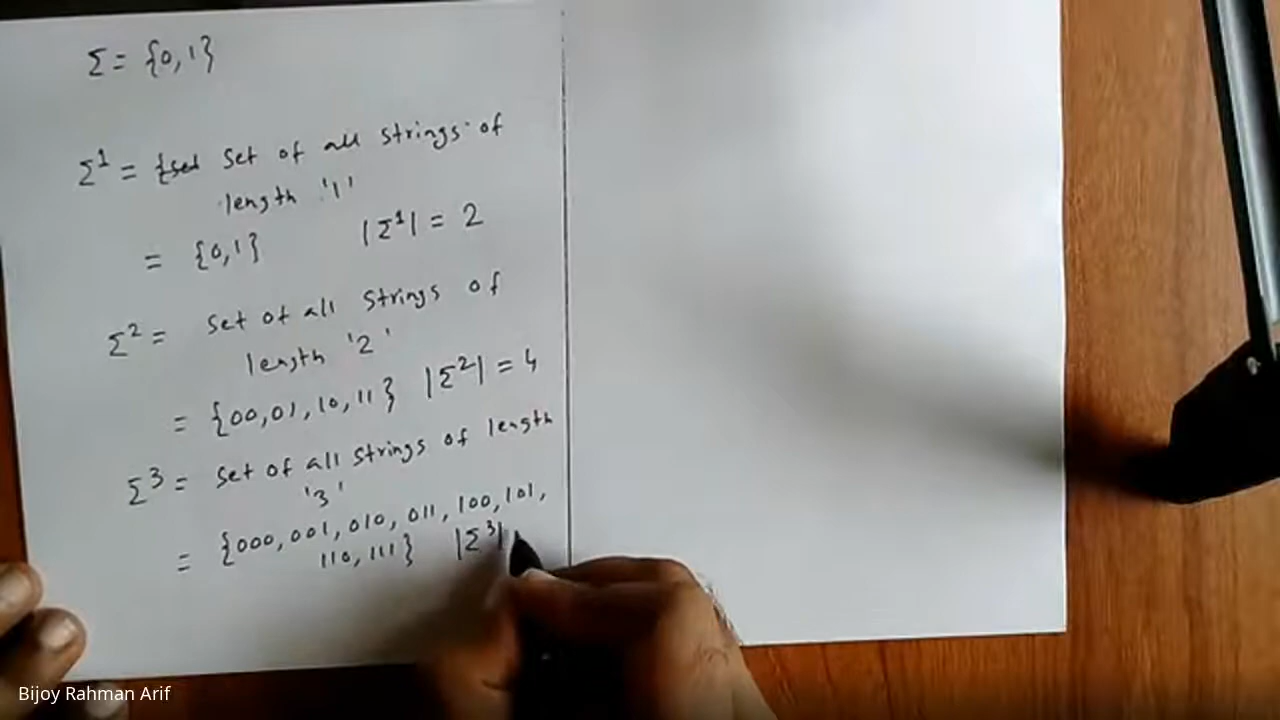 Σ = {0,1}
Σ¹ = Set of all strings of
length '1'
= {0,1} |Σ¹| = 2
Σ² = Set of all strings of
length '2'
= {00,01,10,11} |Σ²| = 4
Σ³ = Set of all strings of length
'3'
= {000,001,010,011,100,101,
110,111} |Σ³|
Bijoy Rahman Arif